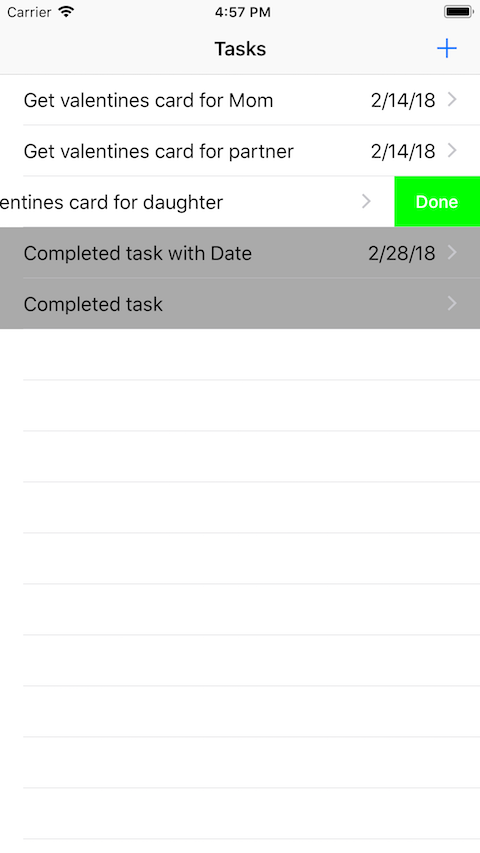 Carrier 4:57 PM
Tasks
Get valentines card for Mom 2/14/18
Get valentines card for partner 2/14/18
entines card for daughter Done
Completed task with Date 2/28/18
Completed task